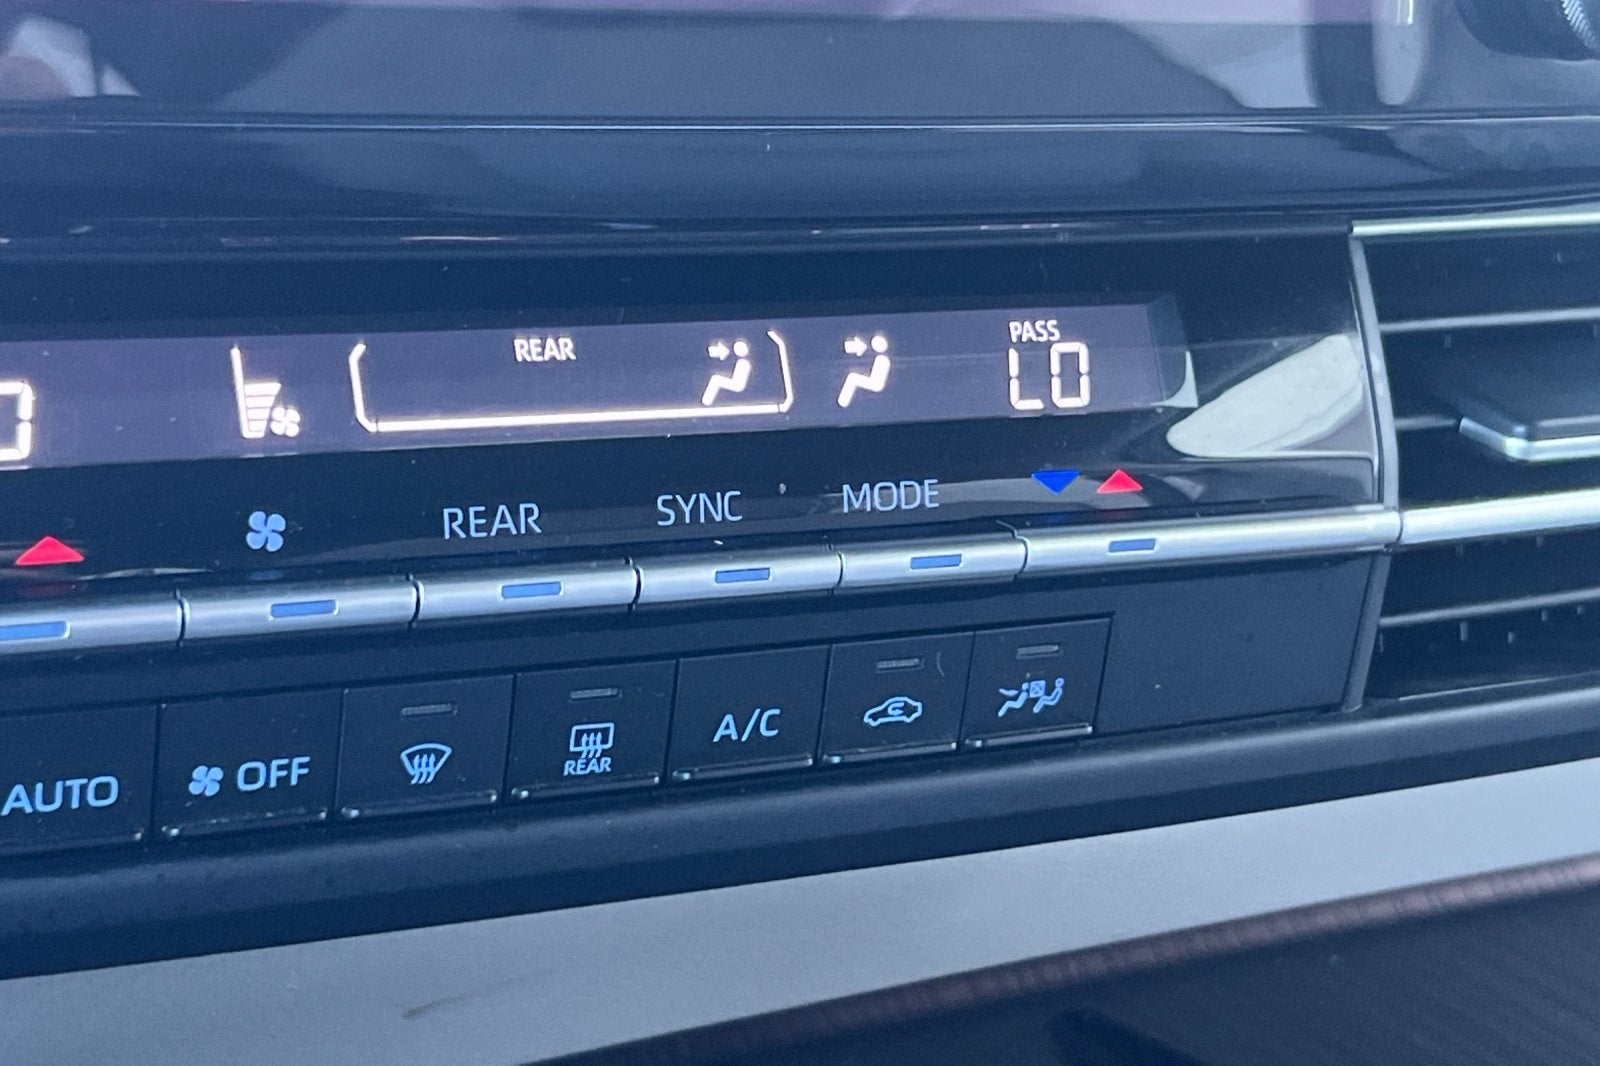 REAR
PASS
LO
REAR
SYNC
MODE
AUTO
OFF
REAR
A/C